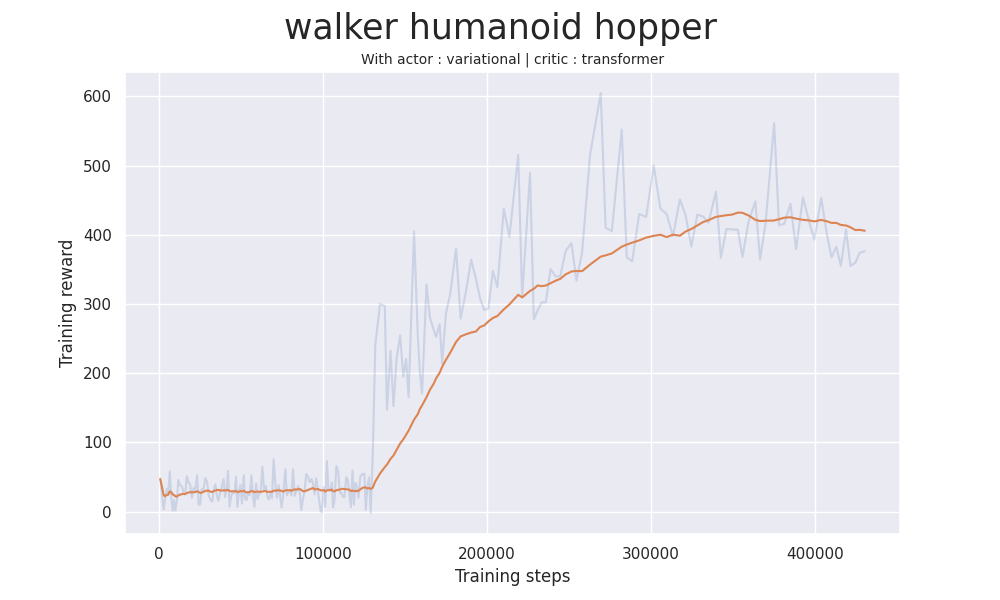 walker humanoid hopper
With actor : variational | critic : transformer
600
500
400
300
200
100
0
Training reward
0 100000 200000 300000 400000
Training steps